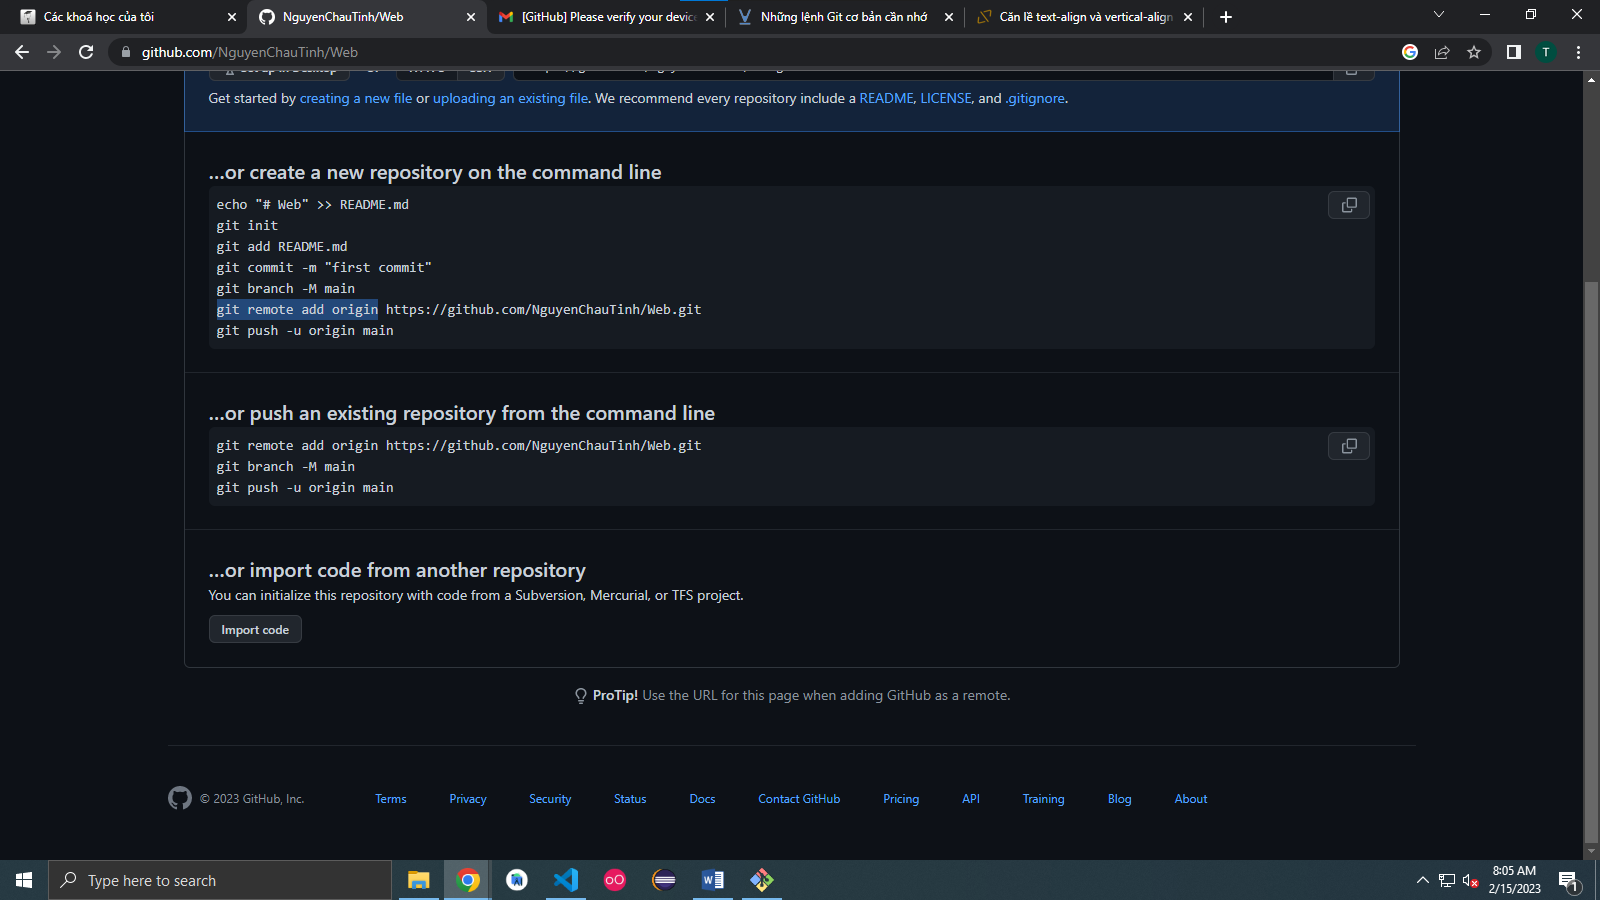 Các khoá học của tôi
NguyenChauTinh/Web
[GitHub] Please verify your device
Những lệnh Git cơ bản cần nhớ
Căn lề text-align và vertical-align
github.com/NguyenChauTinh/Web
T
Get started by creating a new file or uploading an existing file. We recommend every repository include a README, LICENSE, and .gitignore.
…or create a new repository on the command line
echo "# Web" >> README.md
git init
git add README.md
git commit -m "first commit"
git branch -M main
git remote add origin https://github.com/NguyenChauTinh/Web.git
git push -u origin main
…or push an existing repository from the command line
git remote add origin https://github.com/NguyenChauTinh/Web.git
git branch -M main
git push -u origin main
…or import code from another repository
You can initialize this repository with code from a Subversion, Mercurial, or TFS project.
Import code
ProTip! Use the URL for this page when adding GitHub as a remote.
© 2023 GitHub, Inc.
Terms
Privacy
Security
Status
Docs
Contact GitHub
Pricing
API
Training
Blog
About
Type here to search
8:05 AM
2/15/2023
1